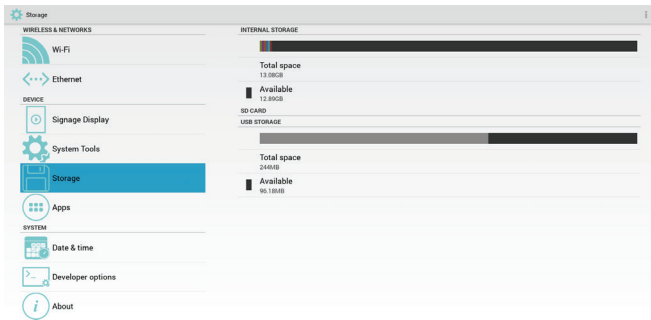 Storage
WIRELESS & NETWORKS
Wi-Fi
Ethernet
DEVICE
Signage Display
System Tools
Storage
Apps
SYSTEM
Date & time
Developer options
About
INTERNAL STORAGE
Total space
13.08GB
Available
12.89GB
SD CARD
USB STORAGE
Total space
244MB
Available
96.18MB